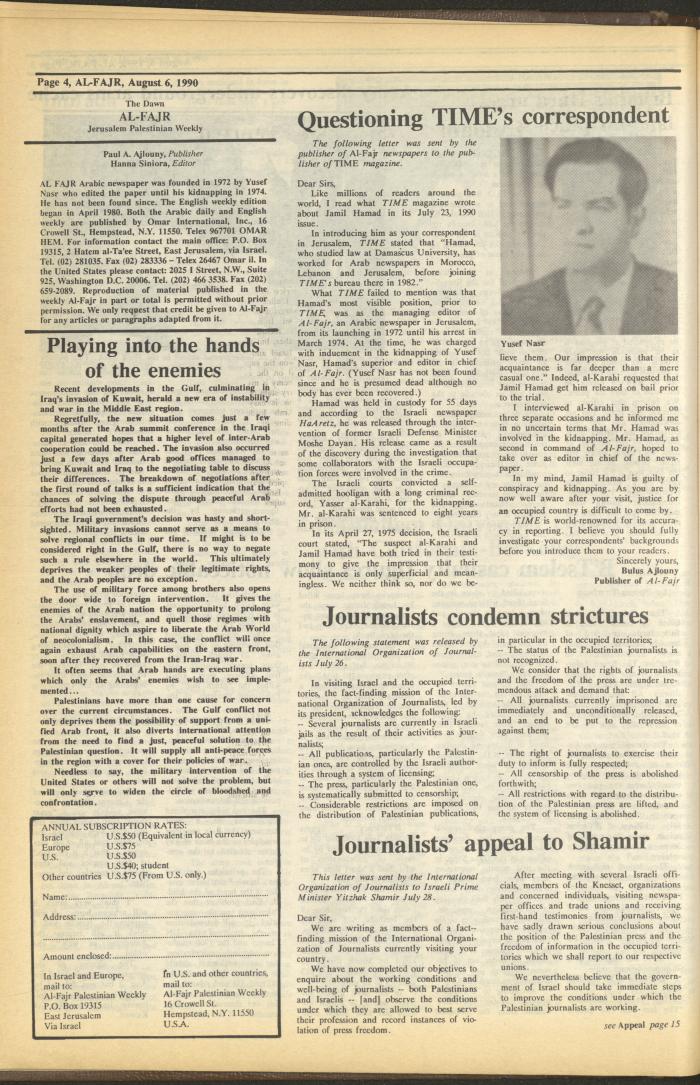 Page 4, AL-FAJR, August 6, 1990
The Dawn
AL-FAJR
Jerusalem Palestinian Weekly
Paul A. Ajlouny, Publisher
Hanna Siniora, Editor
AL FAJR Arabic newspaper was founded in 1972 by Yusef
Nasr who edited the paper until his kidnapping in 1974.
He has not been found since. The English weekly edition
began in April 1980. Both the Arabic daily and English
weekly are published by Omar International, Inc., 16
Crowell St., Hempstead, N.Y. 11550. Telex 967701 OMAR
HEM. For information contact the main office: P.O. Box
19315, 2 Hatem al-Ta'ee Street, East Jerusalem, via Israel.
Tel. (02) 281035. Fax (02) 283336 – Telex 26467 Omar il. In
the United States please contact: 2025 I Street, N.W., Suite
925, Washington D.C. 20006. Tel. (202) 466 3538. Fax (202)
659-2089. Reproduction of material published in the
weekly Al-Fajr in part or total is permitted without prior
permission. We only request that credit be given to Al-Fajr
for any articles or paragraphs adapted from it.
Playing into the hands
of the enemies
Recent developments in the Gulf, culminating in
Iraq's invasion of Kuwait, herald a new era of instability
and war in the Middle East region.
Regretfully, the new situation comes just a few
months after the Arab summit conference in the Iraqi
capital generated hopes that a higher level of inter-Arab
cooperation could be reached. The invasion also occurred
just a few days after Arab good offices managed to
bring Kuwait and Iraq to the negotiating table to discuss
their differences. The breakdown of negotiations after
the first round of talks is a sufficient indication that the
chances of solving the dispute through peaceful Arab
efforts had not been exhausted.
The Iraqi government's decision was hasty and short-
sighted. Military invasions cannot serve as a means to
solve regional conflicts in our time. If might is to be
considered right in the Gulf, there is no way to negate
such a rule elsewhere in the world. This ultimately
deprives the weaker peoples of their legitimate rights,
and the Arab peoples are no exception.
The use of military force among brothers also opens
the door wide to foreign intervention. It gives the
enemies of the Arab nation the opportunity to prolong
the Arabs' enslavement, and quell those regimes with
national dignity which aspire to liberate the Arab World
of neocolonialism. In this case, the conflict will once
again exhaust Arab capabilities on the eastern front,
soon after they recovered from the Iran-Iraq war.
It often seems that Arab hands are executing plans
which only the Arabs' enemies wish to see imple-
mented...
Palestinians have more than one cause for concern
over the current circumstances. The Gulf conflict not
only deprives them the possibility of support from a uni-
fied Arab front, it also diverts international attention
from the need to find a just, peaceful solution to the
Palestinian question. It will supply all anti-peace forces
in the region with a cover for their policies of war.
Needless to say, the military intervention of the
United States or others will not solve the problem, but
will only serve to widen the circle of bloodshed and
confrontation.
ANNUAL SUBSCRIPTION RATES:
Israel U.S.$50 (Equivalent in local currency)
Europe U.S.$75
U.S. U.S.$50
U.S.$40; student
Other countries U.S.$75 (From U.S. only.)
Name:
Address:
Amount enclosed:
In Israel and Europe,
mail to:
Al-Fajr Palestinian Weekly
P.O. Box 19315
East Jerusalem
Via Israel
In U.S. and other countries,
mail to:
Al-Fajr Palestinian Weekly
16 Crowell St.
Hempstead, N.Y. 11550
U.S.A.
Questioning TIME's correspondent
The following letter was sent by the
publisher of Al-Fajr newspapers to the pub-
lisher of TIME magazine.
Dear Sirs,
Like millions of readers around the
world, I read what TIME magazine wrote
about Jamil Hamad in its July 23, 1990
issue.
In introducing him as your correspondent
in Jerusalem, TIME stated that "Hamad,
who studied law at Damascus University, has
worked for Arab newspapers in Morocco,
Lebanon and Jerusalem, before joining
TIME's bureau there in 1982."
What TIME failed to mention was that
Hamad's most visible position, prior to
TIME, was as the managing editor of
Al-Fajr, an Arabic newspaper in Jerusalem,
from its launching in 1972 until his arrest in
March 1974. At the time, he was charged
with inducement in the kidnapping of Yusef
Nasr, Hamad's superior and editor in chief
of Al-Fajr. (Yusef Nasr has not been found
since and he is presumed dead although no
body has ever been recovered.)
Hamad was held in custody for 55 days
and according to the Israeli newspaper
HaAretz, he was released through the inter-
vention of former Israeli Defense Minister
Moshe Dayan. His release came as a result
of the discovery during the investigation that
some collaborators with the Israeli occupa-
tion forces were involved in the crime.
The Israeli courts convicted a self-
admitted hooligan with a long criminal rec-
ord, Yasser al-Karahi, for the kidnapping.
Mr. al-Karahi was sentenced to eight years
in prison.
In its April 27, 1975 decision, the Israeli
court stated, "The suspect al-Karahi and
Jamil Hamad have both tried in their testi-
mony to give the impression that their
acquaintance is only superficial and mean-
ingless. We neither think so, nor do we be-
Yusef Nasr
lieve them. Our impression is that their
acquaintance is far deeper than a mere
casual one." Indeed, al-Karahi requested that
Jamil Hamad get him released on bail prior
to the trial.
I interviewed al-Karahi in prison on
three separate occasions and he informed me
in no uncertain terms that Mr. Hamad was
involved in the kidnapping. Mr. Hamad, as
second in command of Al-Fajr, hoped to
take over as editor in chief of the news-
paper.
In my mind, Jamil Hamad is guilty of
conspiracy and kidnapping. As you are by
now well aware after your visit, justice for
an occupied country is difficult to come by.
TIME is world-renowned for its accura-
cy in reporting. I believe you should fully
investigate your correspondents' backgrounds
before you introduce them to your readers.
Sincerely yours,
Bulus Ajlouny
Publisher of Al-Fajr
Journalists condemn strictures
The following statement was released by
the International Organization of Journal-
ists July 26.
In visiting Israel and the occupied terri-
tories, the fact-finding mission of the Inter-
national Organization of Journalists, led by
its president, acknowledges the following:
-- Several journalists are currently in Israeli
jails as the result of their activities as jour-
nalists;
-- All publications, particularly the Palestin-
ian ones, are controlled by the Israeli author-
ities through a system of licensing;
-- The press, particularly the Palestinian one,
is systematically submitted to censorship;
-- Considerable restrictions are imposed on
the distribution of Palestinian publications,
in particular in the occupied territories;
-- The status of the Palestinian journalists is
not recognized.
We consider that the rights of journalists
and the freedom of the press are under tre-
mendous attack and demand that:
-- All journalists currently imprisoned are
immediately and unconditionally released,
and an end to be put to the repression
against them;
-- The right of journalists to exercise their
duty to inform is fully respected;
-- All censorship of the press is abolished
forthwith;
-- All restrictions with regard to the distribu-
tion of the Palestinian press are lifted, and
the system of licensing is abolished.
Journalists' appeal to Shamir
This letter was sent by the International
Organization of Journalists to Israeli Prime
Minister Yitzhak Shamir July 28.
Dear Sir,
We are writing as members of a fact--
finding mission of the International Organi-
zation of Journalists currently visiting your
country.
We have now completed our objectives to
enquire about the working conditions and
well-being of journalists -- both Palestinians
and Israelis -- [and] observe the conditions
under which they are allowed to best serve
their profession and record instances of vio-
lation of press freedom.
After meeting with several Israeli offi-
cials, members of the Knesset, organizations
and concerned individuals, visiting newspa-
per offices and trade unions and receiving
first-hand testimonies from journalists, we
have sadly drawn serious conclusions about
the position of the Palestinian press and the
freedom of information in the occupied terri-
tories which we shall report to our respective
unions.
We nevertheless believe that the govern-
ment of Israel should take immediate steps
to improve the conditions under which the
Palestinian journalists are working.
see Appeal page 15